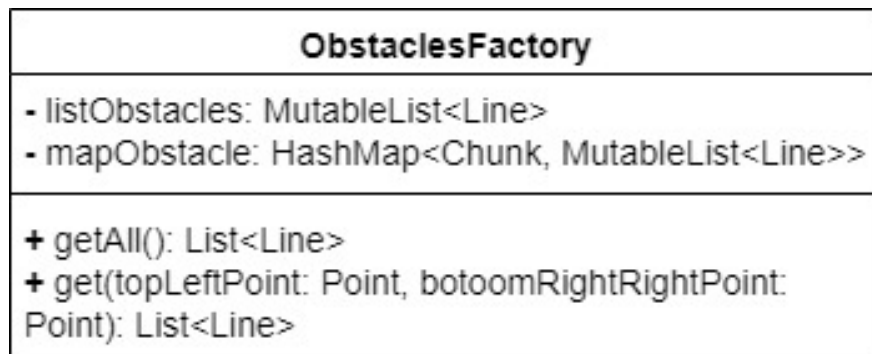 ObstaclesFactory
- listObstacles: MutableList<Line>
- mapObstacle: HashMap<Chunk, MutableList<Line>>
+ getAll(): List<Line>
+ get(topLeftPoint: Point, botoomRightRightPoint:
Point): List<Line>